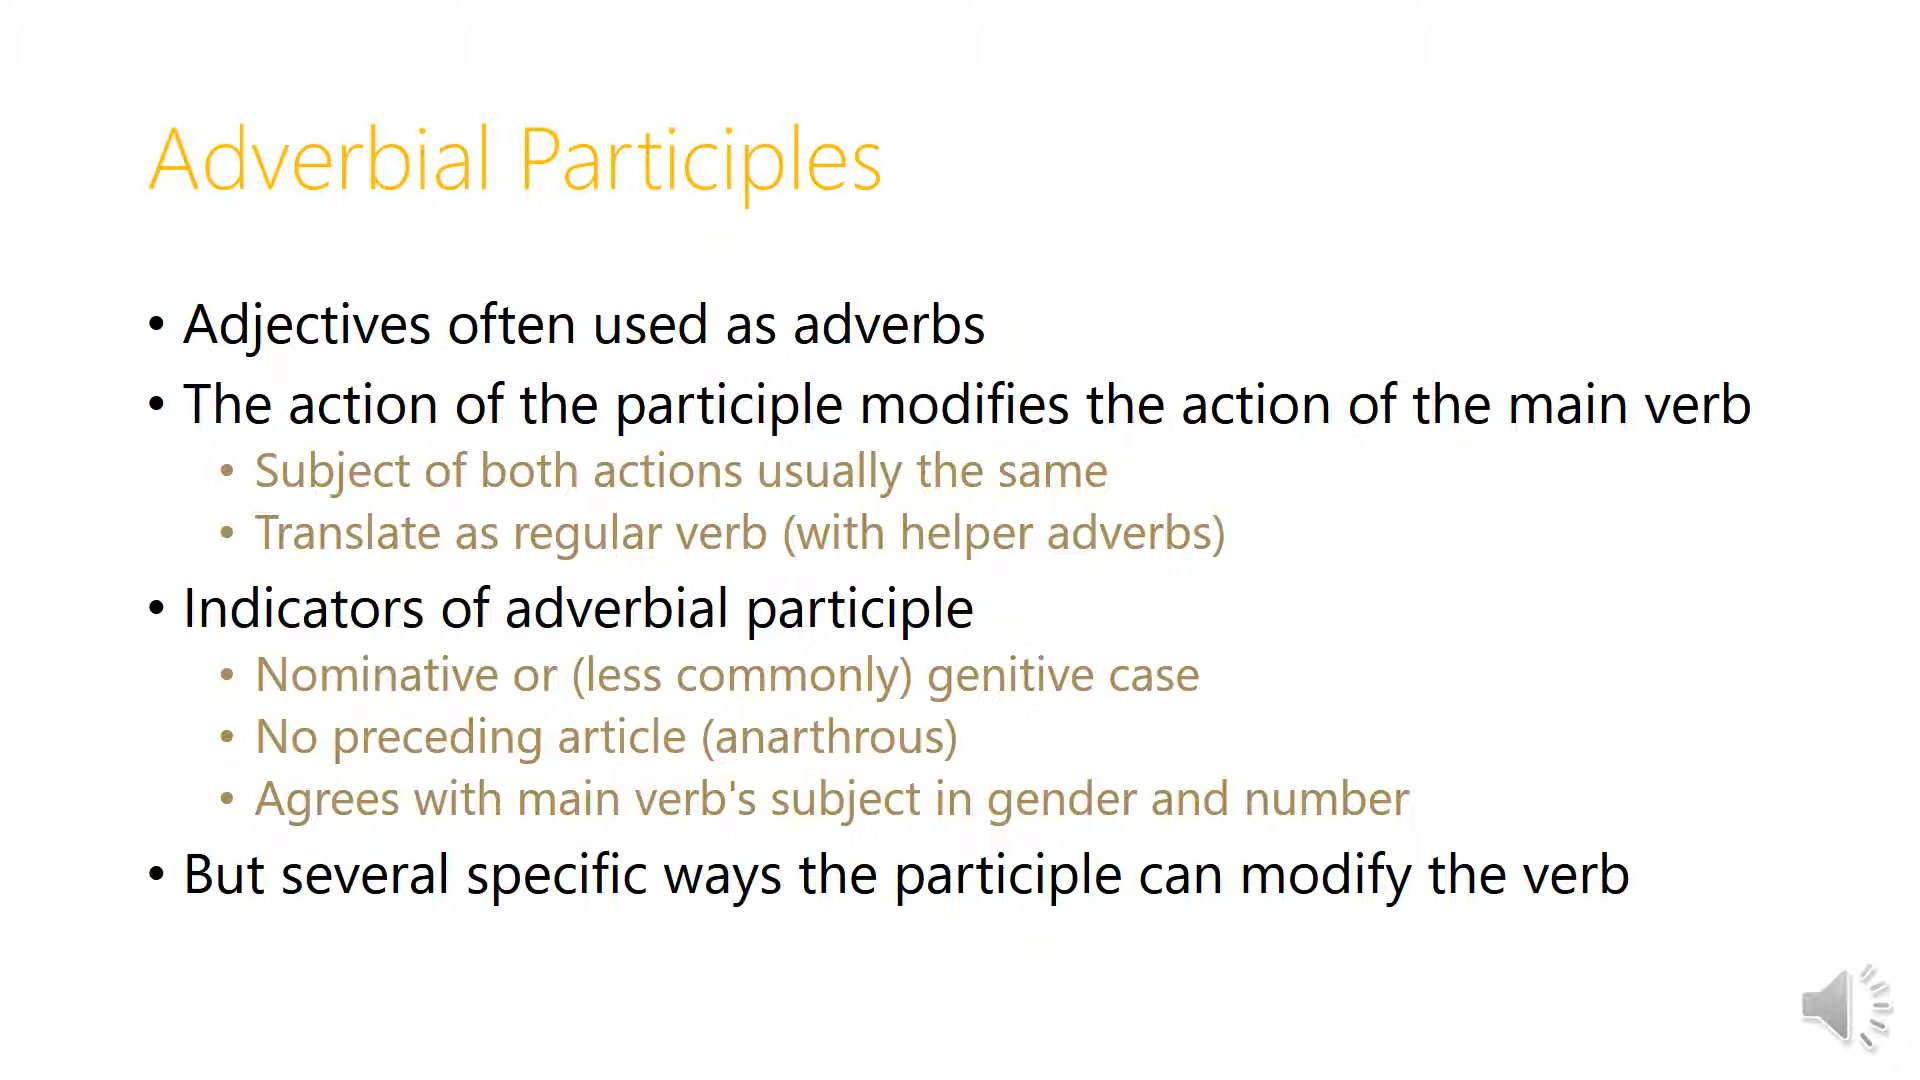 Adverbial Participles
• Adjectives often used as adverbs
• The action of the participle modifies the action of the main verb
• Subject of both actions usually the same
• Translate as regular verb (with helper adverbs)
• Indicators of adverbial participle
• Nominative or (less commonly) genitive case
• No preceding article (anarthrous)
• Agrees with main verb's subject in gender and number
• But several specific ways the participle can modify the verb